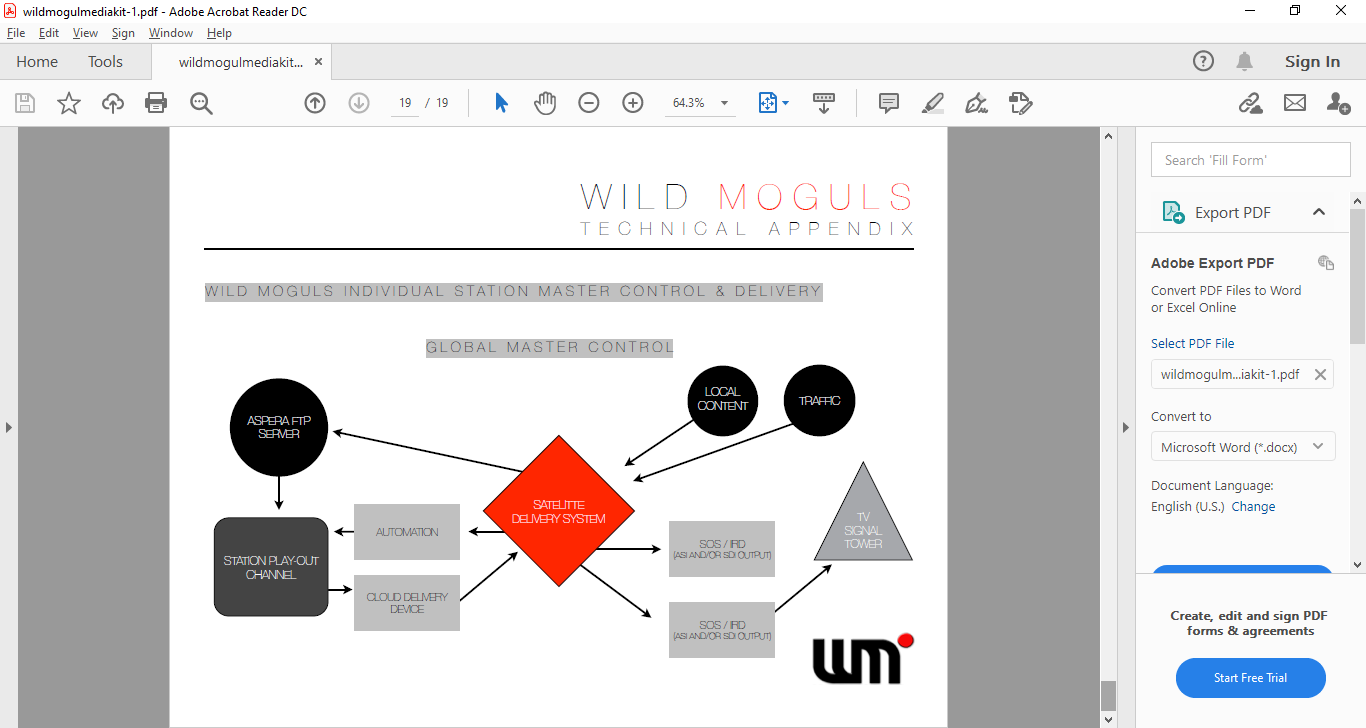 wildmogulmediakit-1.pdf - Adobe Acrobat Reader DC
File Edit View Sign Window Help
Home Tools wildmogulmediakit... × Sign In
19 / 19 64.3%
WILD MOGULS
TECHNICAL APPENDIX
WILD MOGULS INDIVIDUAL STATION MASTER CONTROL & DELIVERY
GLOBAL MASTER CONTROL
ASPERA FTP
SERVER
LOCAL
CONTENT
TRAFFIC
SATELITTE
DELIVERY SYSTEM
TV
SIGNAL
TOWER
AUTOMATION
STATION PLAY-OUT
CHANNEL
CLOUD DELIVERY
DEVICE
SOS / IRD
(ASI AND/OR SDI OUTPUT)
SOS / IRD
(ASI AND/OR SDI OUTPUT)
wm
Search 'Fill Form'
Export PDF
Adobe Export PDF
Convert PDF Files to Word
or Excel Online
Select PDF File
wildmogulm...iakit-1.pdf
Convert to
Microsoft Word (*.docx)
Document Language:
English (U.S.) Change
Create, edit and sign PDF
forms & agreements
Start Free Trial